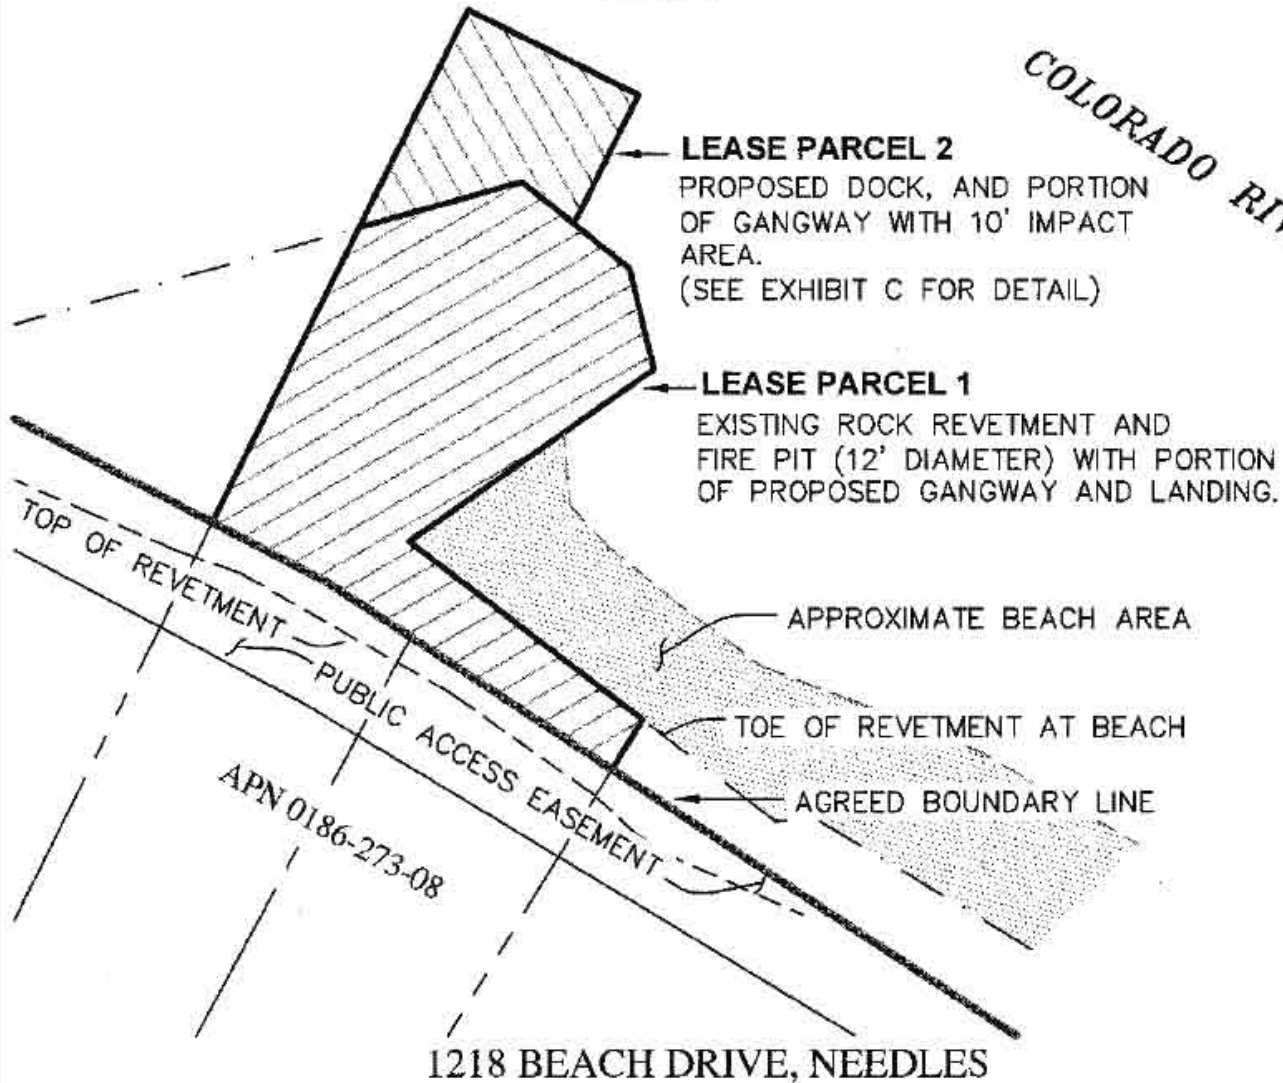 COLORADO
LEASE PARCEL 2
PROPOSED DOCK, AND PORTION
OF GANGWAY WITH 10' IMPACT
AREA.
(SEE EXHIBIT C FOR DETAIL)
LEASE PARCEL 1
EXISTING ROCK REVETMENT AND
FIRE PIT (12' DIAMETER) WITH PORTION
OF PROPOSED GANGWAY AND LANDING.
TOP OF REVETMENT
APPROXIMATE BEACH AREA
PUBLIC ACCESS EASEMENT
TOE OF REVETMENT AT BEACH
AGREED BOUNDARY LINE
APN 0186-273-08
1218 BEACH DRIVE, NEEDLES